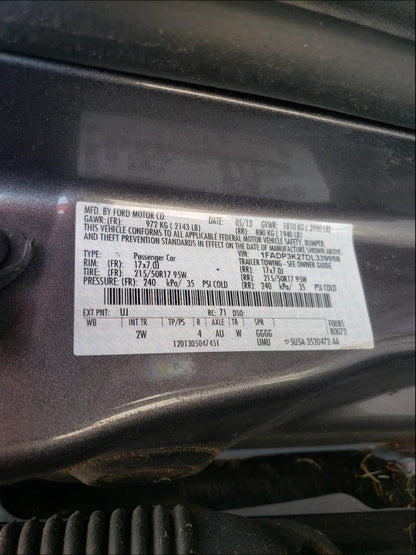 MFD. BY FORD MOTOR CO.
DATE: 05/13 GVWR: 1810 KG ( 3990 LB)
GAWR: (FR): 972 KG ( 2143 LB) (RR): 880 KG ( 1940 LB)
THIS VEHICLE CONFORMS TO ALL APPLICABLE FEDERAL MOTOR VEHICLE SAFETY, BUMPER,
AND THEFT PREVENTION STANDARDS IN EFFECT ON THE DATE OF MANUFACTURE SHOWN ABOVE.
VIN: 1FADP3K27DL339958
TYPE: Passenger Car TRAILER TOWING - SEE OWNER GUIDE
RIM: (FR): 17x7.0J (RR): 17x7.0J
TIRE: (FR): 215/50R17 95W (RR): 215/50R17 95W
PRESSURE: (FR): 240 kPa/ 35 PSI COLD (RR): 240 kPa/ 35 PSI COLD
EXT PNT: UJ RC: 71 DSO: F0081
WB INT TR TP/PS R AXLE TR SPR R0072
2W 4 AU W GGGG
1201305047451 UMU ▽ 5U5A-3520472-AA